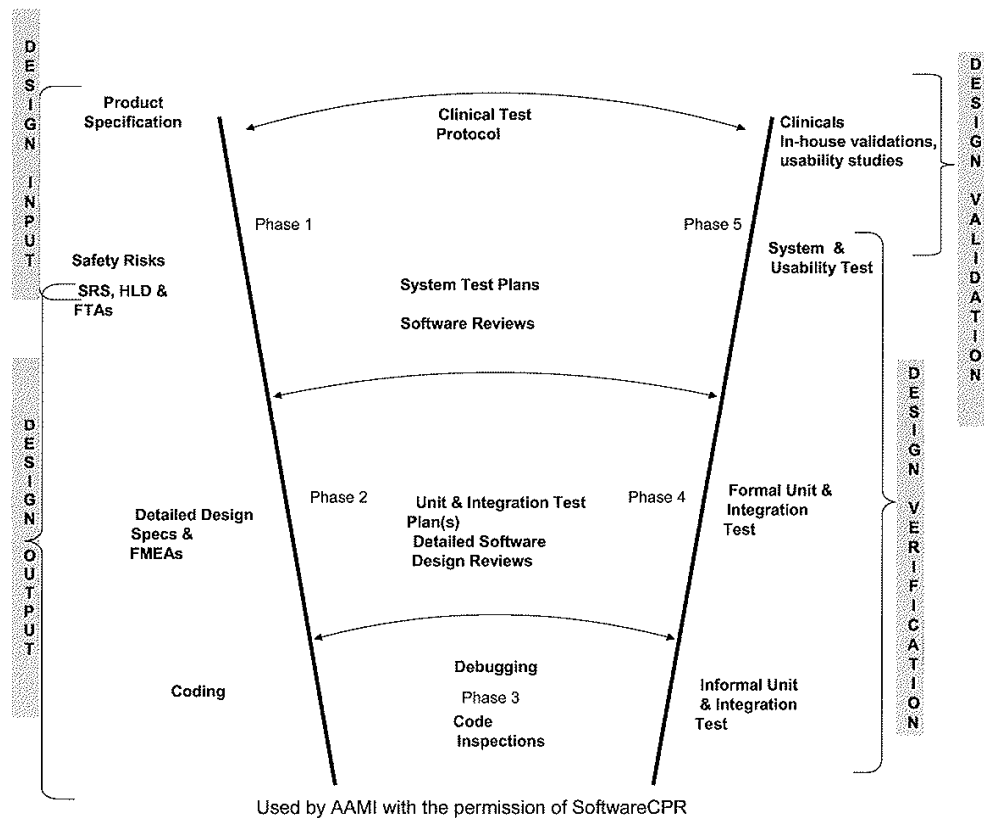 DESIGN INPUT
DESIGN OUTPUT
Product
Specification
Safety Risks
SRS, HLD &
FTAs
Detailed Design
Specs &
FMEAs
Coding
Clinical Test
Protocol
Phase 1
Phase 5
System Test Plans
Software Reviews
Phase 2
Phase 4
Unit & Integration Test
Plan(s)
Detailed Software
Design Reviews
Debugging
Phase 3
Code
Inspections
Clinicals
In-house validations,
usability studies
System &
Usability Test
Formal Unit &
Integration
Test
Informal Unit
& Integration
Test
DESIGN VALIDATION
DESIGN VERIFICATION
Used by AAMI with the permission of SoftwareCPR